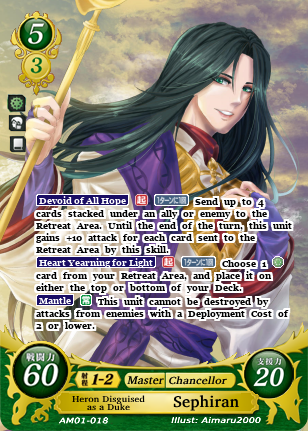 5
3
Devoid of All Hope 起 1ターンに1回 Send up to 4
cards stacked under an ally or enemy to the
Retreat Area. Until the end of the turn, this unit
gains +10 attack for each card sent to the
Retreat Area by this skill.
Heart Yearning for Light 起 1ターンに1回 Choose 1
card from your Retreat Area, and place it on
either the top or bottom of your Deck.
Mantle 常 This unit cannot be destroyed by
attacks from enemies with a Deployment Cost of
2 or lower.
戦闘力
60
射程 1-2
Master Chancellor
支援力
20
Heron Disguised
as a Duke
Sephiran
AM01-018
Illust: Aimaru2000